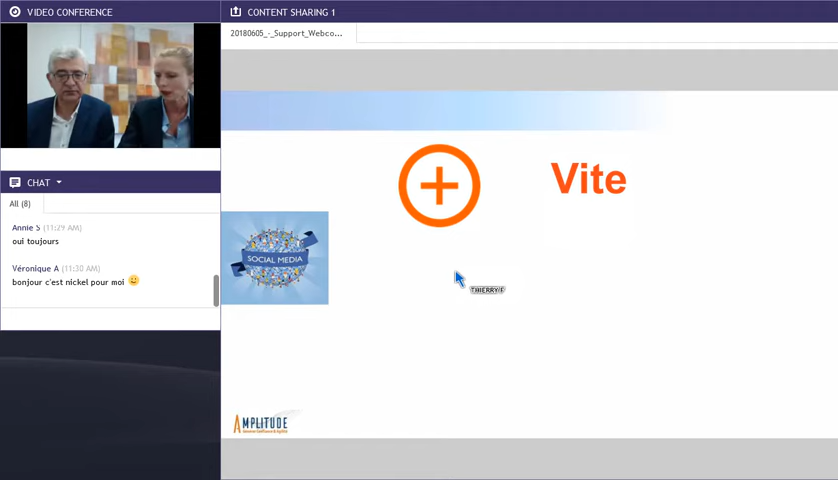 VIDEO CONFERENCE
CONTENT SHARING 1
20180605_-_Support_Webco...
CHAT
All (8)
Annie S (11:29 AM)
oui toujours
Véronique A (11:30 AM)
bonjour c'est nickel pour moi
Vite
SOCIAL MEDIA
THIERRY F
AMPLITUDE